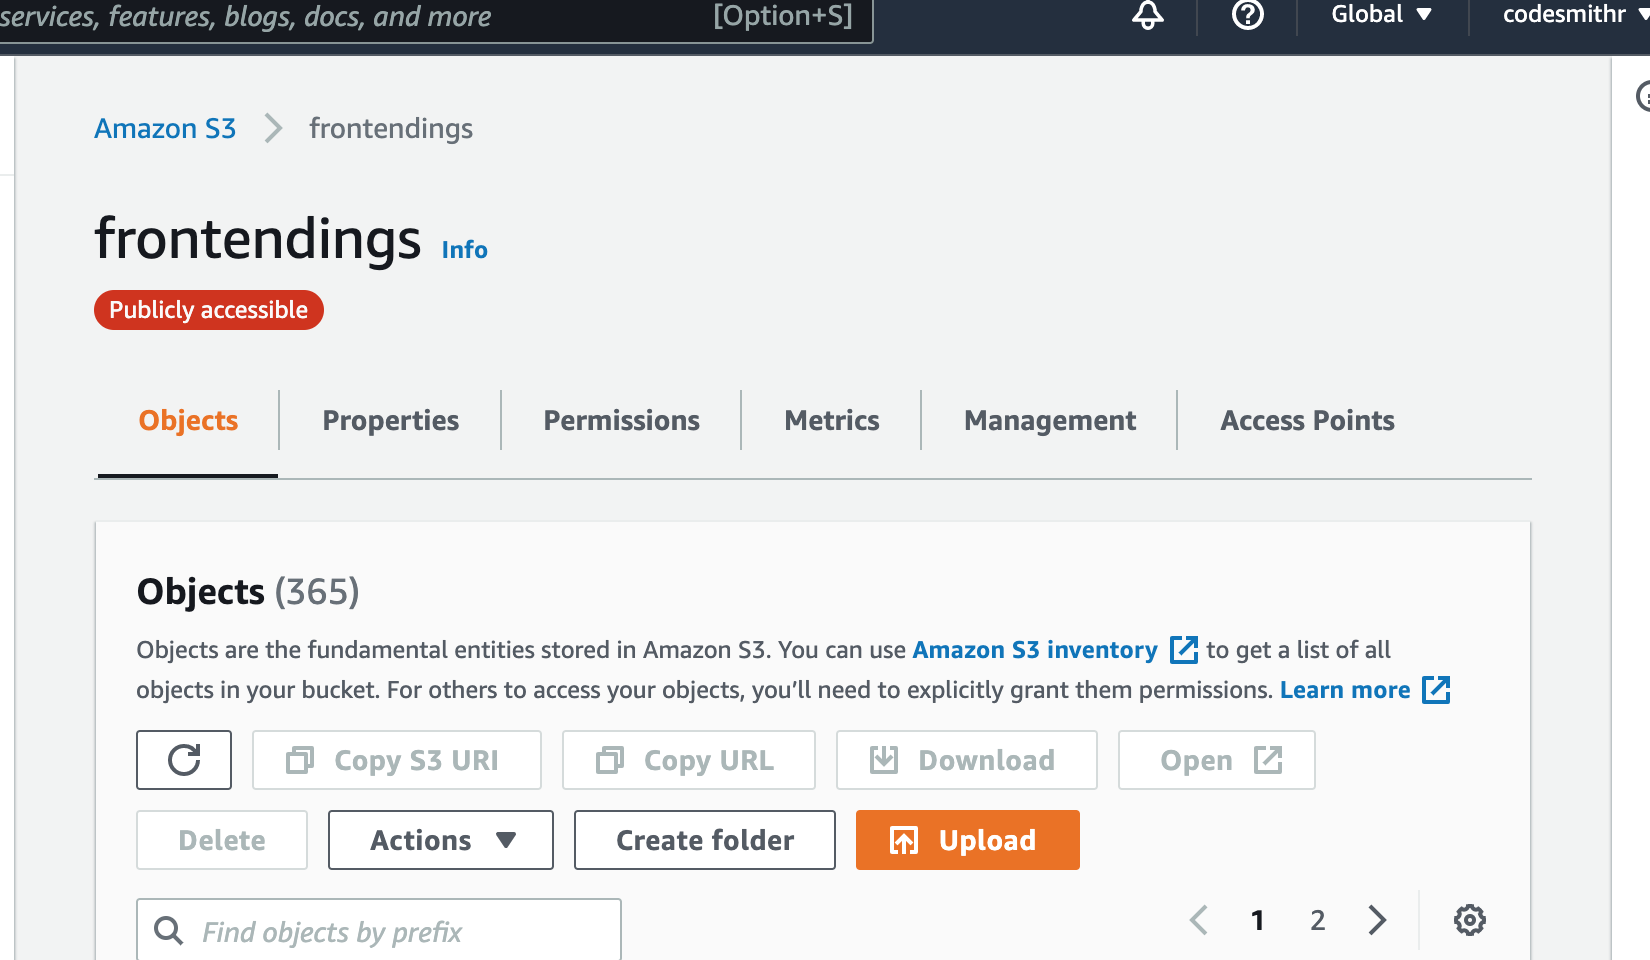 services, features, blogs, docs, and more [Option+S] Global codesmithr
Amazon S3 frontendings
frontendings Info
Publicly accessible
Objects Properties Permissions Metrics Management Access Points
Objects (365)
Objects are the fundamental entities stored in Amazon S3. You can use Amazon S3 inventory to get a list of all
objects in your bucket. For others to access your objects, you’ll need to explicitly grant them permissions. Learn more
Copy S3 URI Copy URL Download Open
Delete Actions Create folder Upload
Find objects by prefix 1 2